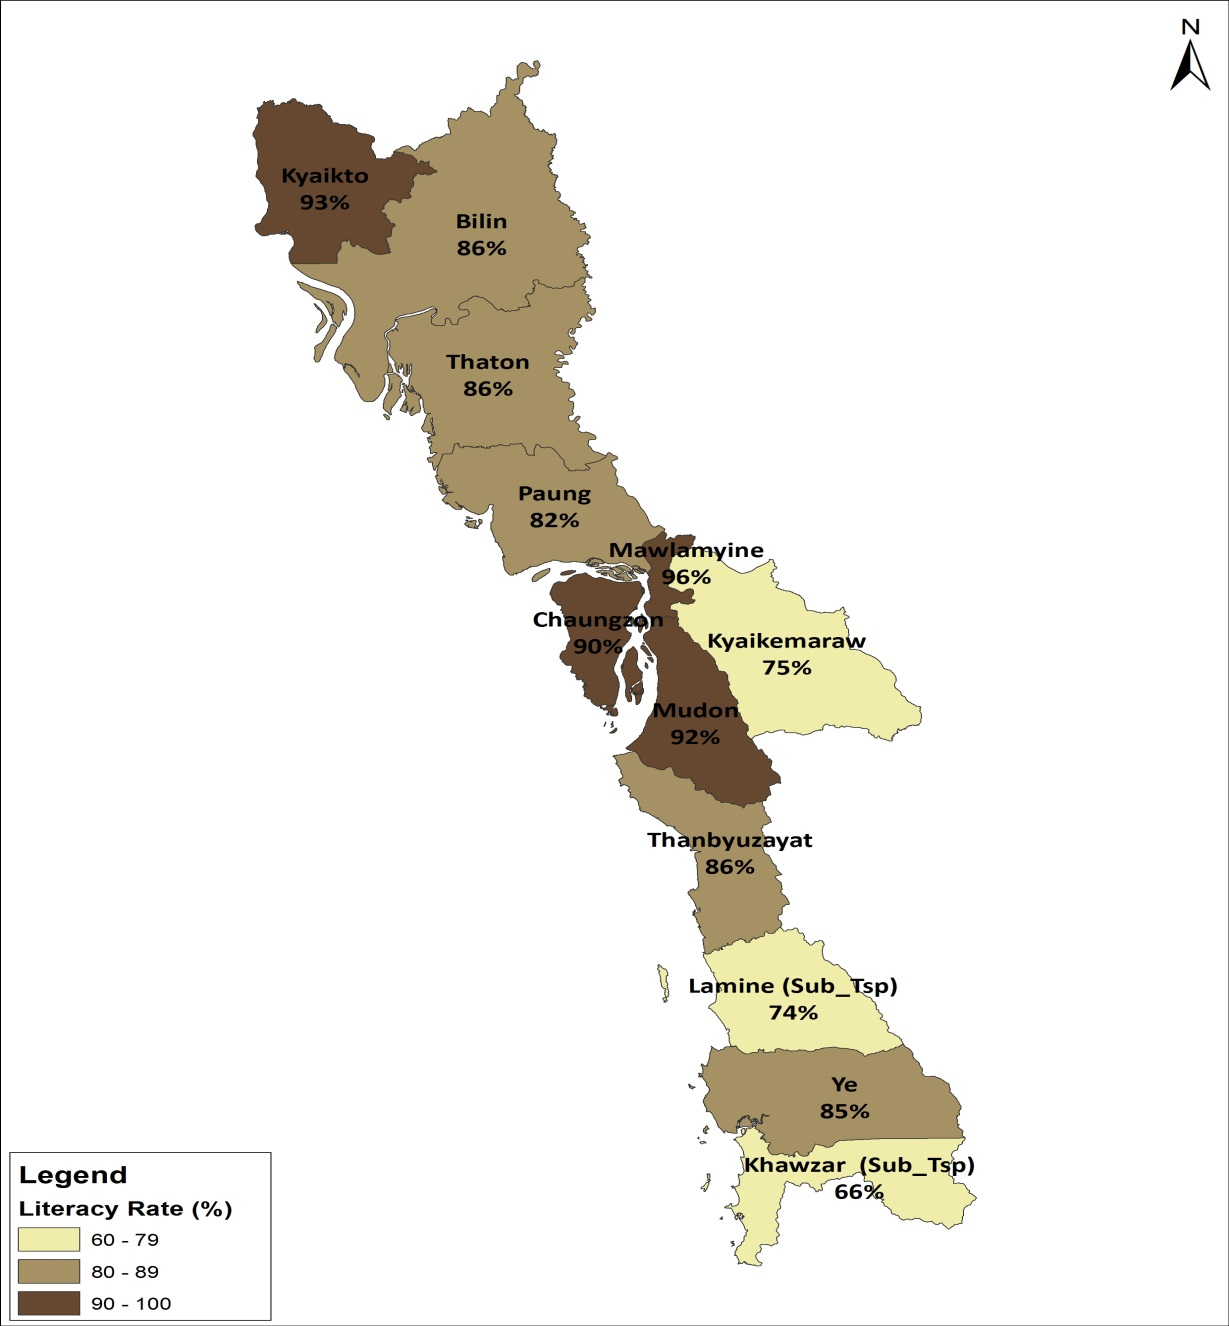 N
Kyaikto
93%
Bilin
86%
Thaton
86%
Paung
82%
Mawlamyine
96%
Chaungzon
90%
Kyaikemaraw
75%
Mudon
92%
Thanbyuzayat
86%
Lamine (Sub_Tsp)
74%
Ye
85%
Khawzar (Sub_Tsp)
66%
Legend
Literacy Rate (%)
60 - 79
80 - 89
90 - 100